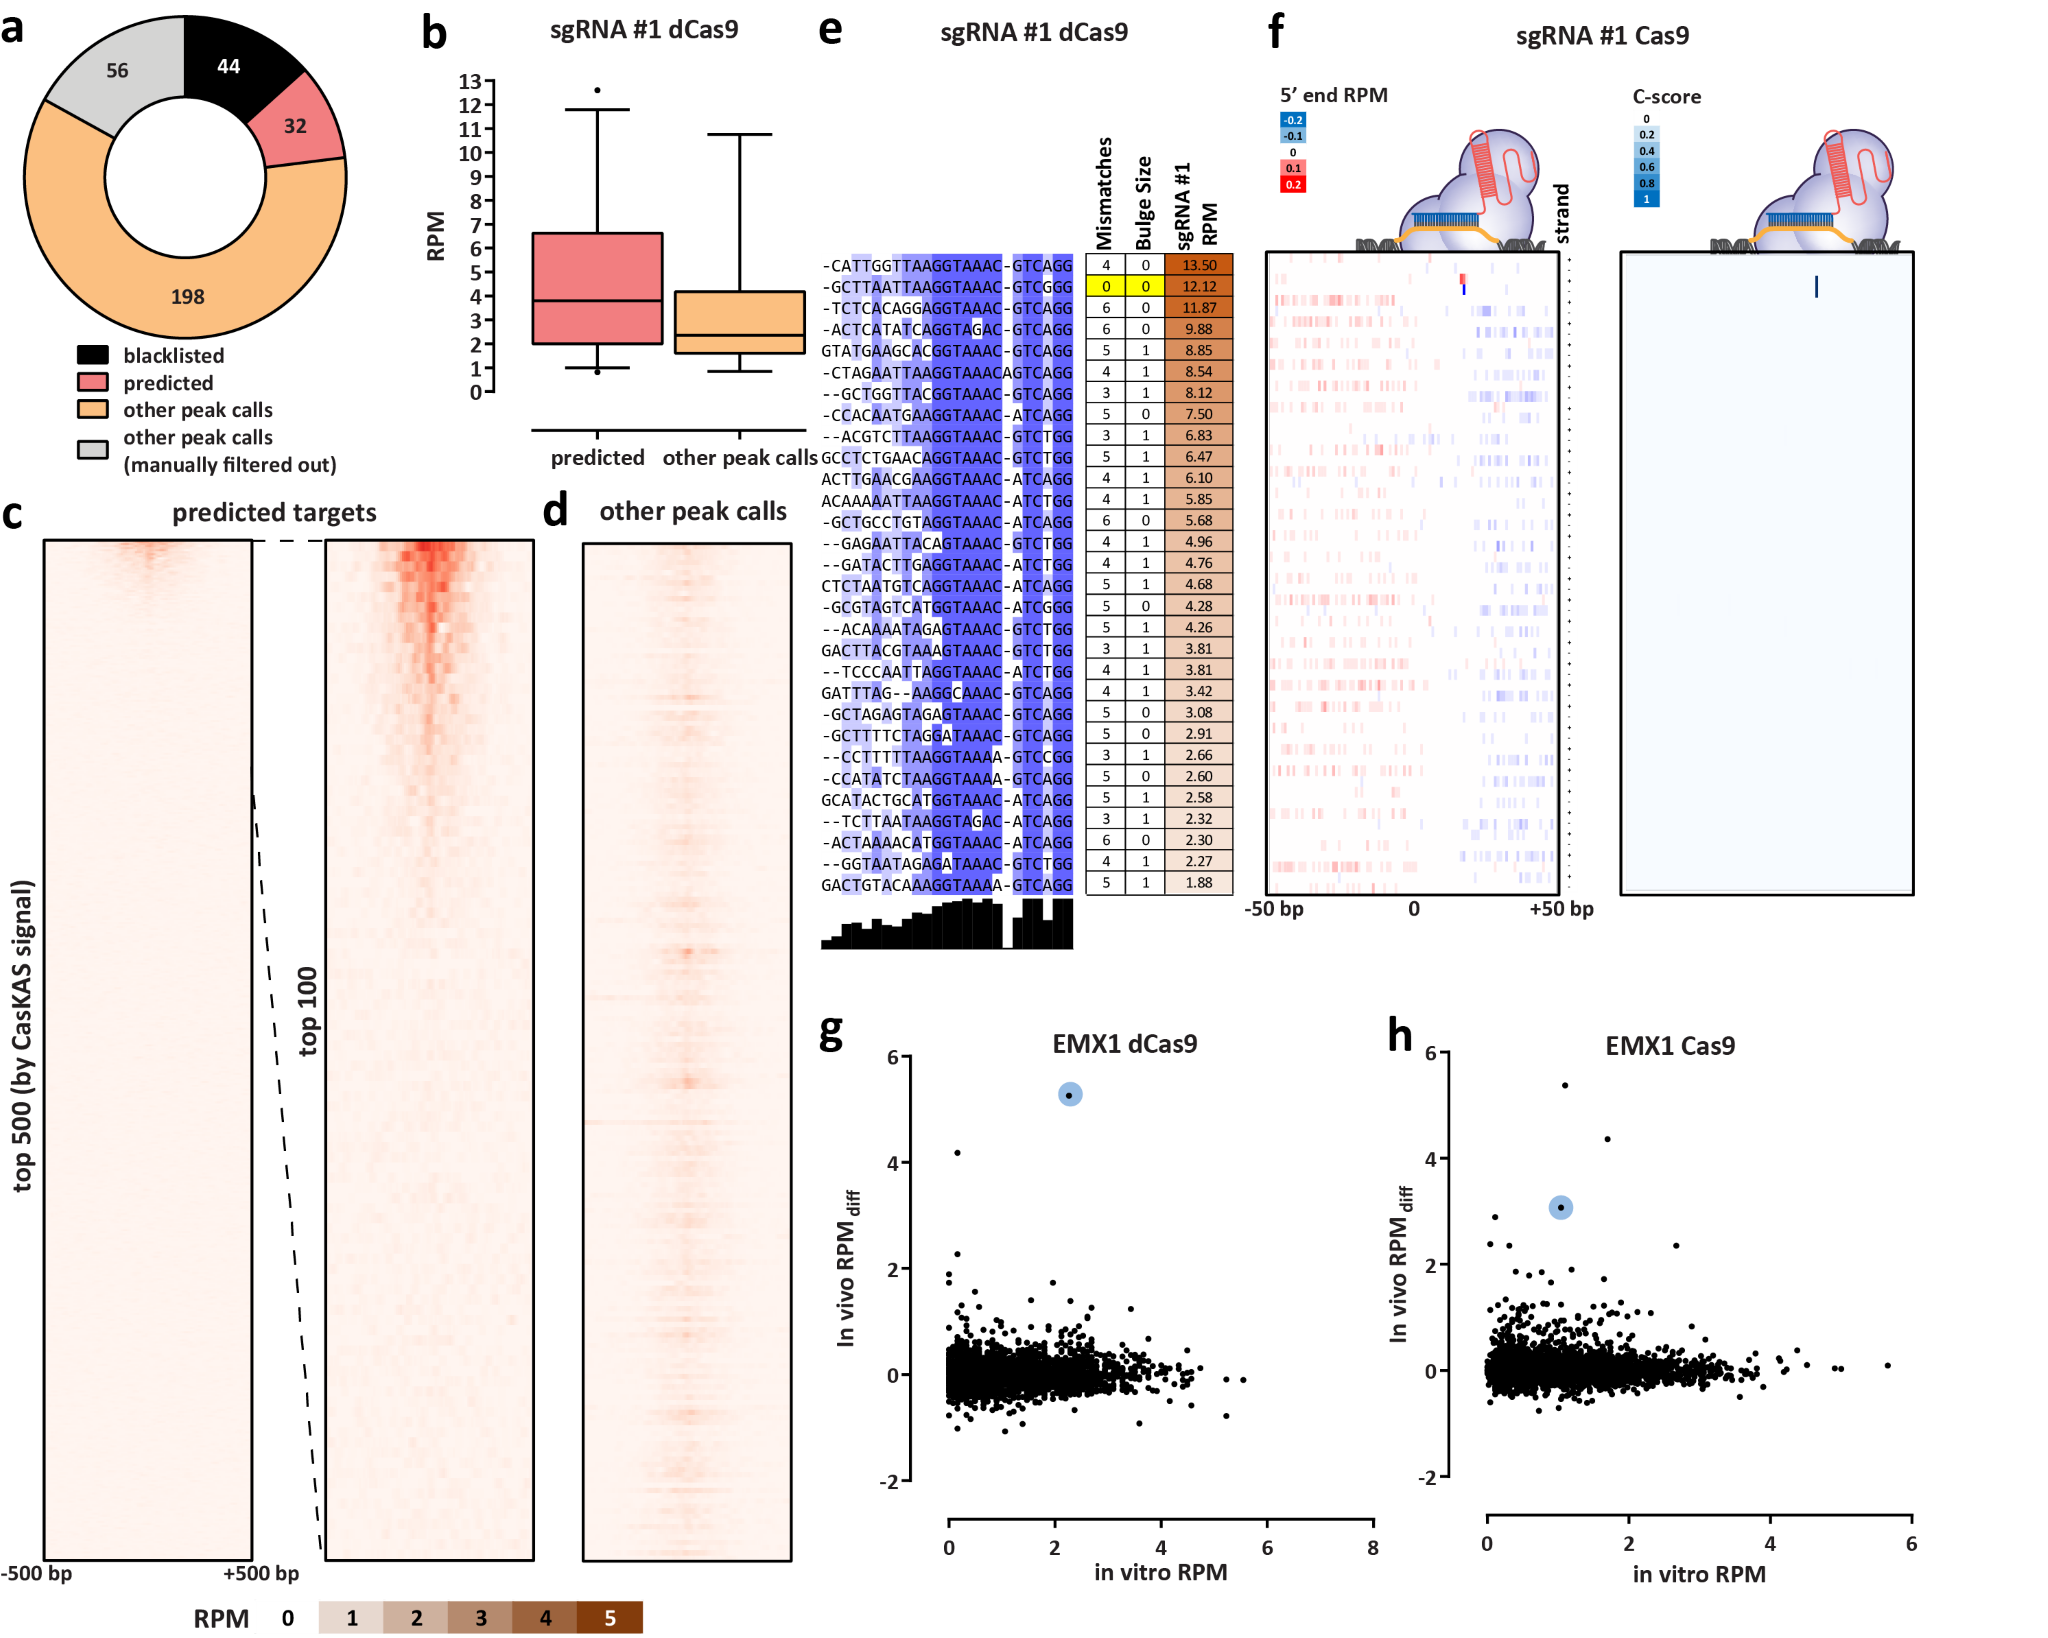 a
44
32
198
56
blacklisted
predicted
other peak calls
other peak calls
(manually filtered out)
b
sgRNA #1 dCas9
RPM
13
12
11
10
9
8
7
6
5
4
3
2
1
0
predicted
other peak calls
c
predicted targets
top 500 (by CasKAS signal)
top 100
-500 bp
+500 bp
RPM 0 1 2 3 4 5
d
other peak calls
e
sgRNA #1 dCas9
Mismatches
Bulge Size
sgRNA #1
RPM
-CATTGGTTAAGGTAAAC-GTCAGG 4 0 13.50
-GCTTAATTAAGGTAAAC-GTCGGG 0 0 12.12
-TCTCACAGGAGGTAAAC-GTCAGG 6 0 11.87
-ACTCATATCAGGTAGAC-GTCAGG 6 0 9.88
GTATGAAGCACGGTAAAC-GTCAGG 5 1 8.85
-CTAGAATTAAGGTAAACAGTCAGG 4 1 8.54
--GCTGGTTACGGTAAAC-GTCAGG 3 1 8.12
-CCACAATGAAGGTAAAC-ATCAGG 5 0 7.50
--ACGTCTTAAGGTAAAC-GTCTGG 3 1 6.83
GCCTCTGAACAGGTAAAC-GTCTGG 5 1 6.47
ACTTGAACGAAGGTAAAC-ATCAGG 4 1 6.10
ACAAAAATTAAGGTAAAC-ATCTGG 4 1 5.85
-GCTGCCTGTAGGTAAAC-ATCAGG 6 0 5.68
--GAGAATTACAGTAAAC-GTCTGG 4 1 4.96
--GATACTTGAGGTAAAC-ATCTGG 4 1 4.76
CTCTAATGTCAGGTAAAC-ATCAGG 5 1 4.68
-GCGTAGTCATGGTAAAC-ATCGGG 5 0 4.28
--ACAAAATAGAGTAAAC-GTCTGG 5 1 4.26
GACTTACGTAAAGTAAAC-GTCTGG 3 1 3.81
--TCCCAATTAGGTAAAC-ATCTGG 4 1 3.81
GATTTAG--AAGGCAAAC-GTCAGG 4 1 3.42
-GCTAGAGTAGAGTAAAC-GTCAGG 5 0 3.08
-GCTTTTCTAGGATAAAC-GTCAGG 5 0 2.91
--CCTTTTTAAGGTAAAA-GTCCGG 3 1 2.66
-CCATATCTAAGGTAAAA-GTCAGG 5 0 2.60
GCATACTGCATGGTAAAC-ATCAGG 5 1 2.58
--TCTTAATAAGGTAGAC-ATCAGG 3 1 2.32
-ACTAAAACATGGTAAAC-ATCAGG 6 0 2.30
--GGTAATAGAGATAAAC-GTCTGG 4 1 2.27
GACTGTACAAAGGTAAAA-GTCAGG 5 1 1.88
f
sgRNA #1 Cas9
5’ end RPM
-0.2
-0.1
0
0.1
0.2
strand
C-score
0
0.2
0.4
0.6
0.8
1
-50 bp
0
+50 bp
g
EMX1 dCas9
In vivo RPMdiff
6
4
2
0
-2
0 2 4 6 8
in vitro RPM
h
EMX1 Cas9
In vivo RPMdiff
6
4
2
0
-2
0 2 4 6
in vitro RPM